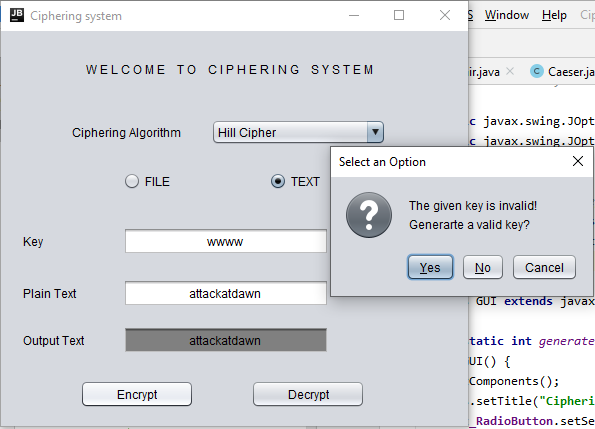 JB Ciphering system
S Window Help Cipherin
ir.java × C Caeser.ja
WELCOME TO CIPHERING SYSTEM
c javax.swing.JOpt
c javax.swing.JOpt
Ciphering Algorithm Hill Cipher
Select an Option ×
FILE TEXT
The given key is invalid!
Generarte a valid key?
Key wwww
Yes No Cancel
Plain Text attackatdawn
GUI extends javax
Output Text attackatdawn
tatic int generate
UI() {
Components();
Encrypt Decrypt
.setTitle("Cipheri
_RadioButton.setSe